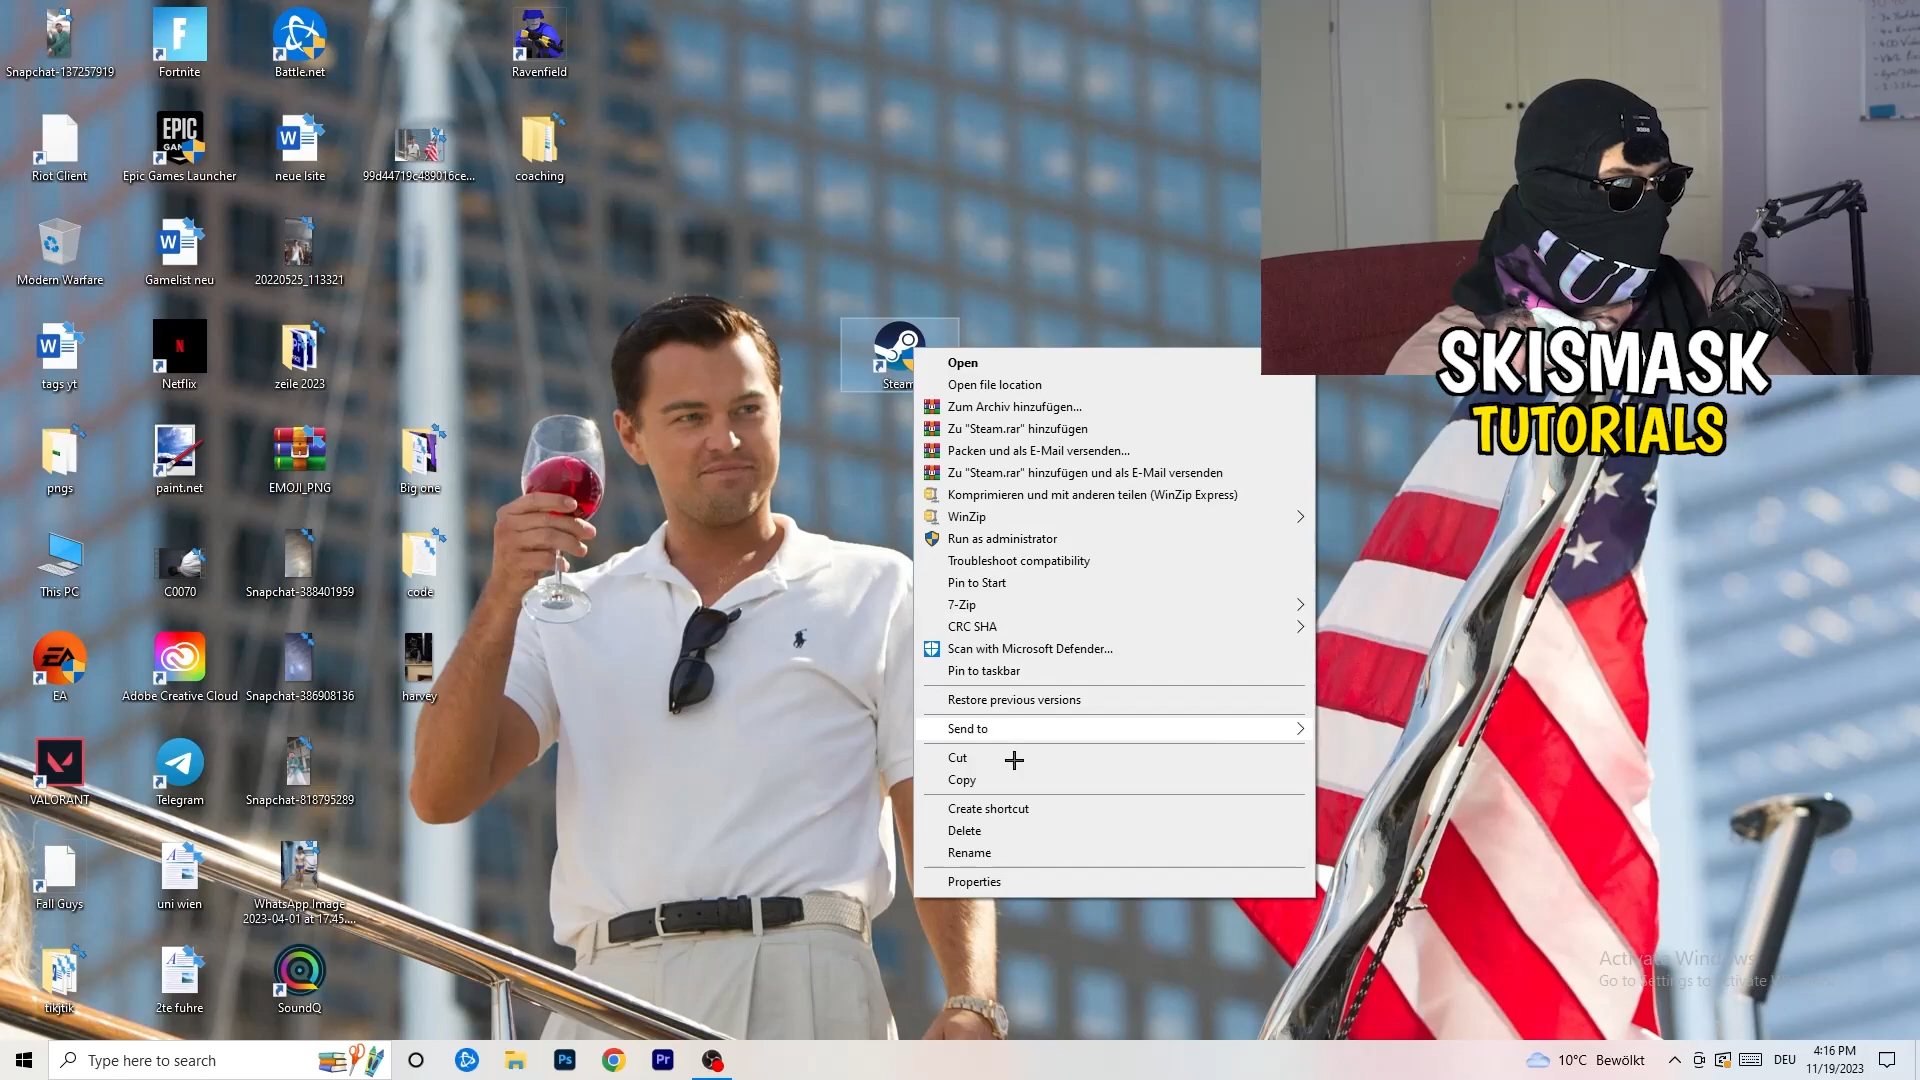 Snapchat-137257919
Fortnite
Battle.net
Ravenfield
Riot Client
EPIC
Epic Games Launcher
neue lsite
99d44719c489016ce...
coaching
Modern Warfare
Gamelist neu
20220525_113321
tags yt
Netflix
zeile 2023
Steam
pngs
paint.net
EMOJI_PNG
Big one
This PC
C0070
Snapchat-388401959
code
EA
Adobe Creative Cloud
Snapchat-386908136
harvey
VALORANT
Telegram
Snapchat-818795289
Fall Guys
uni wien
WhatsApp Image
2023-04-01 at 17.45....
tiktjtik
2te fuhre
SoundQ
Open
Open file location
Zum Archiv hinzufügen...
Zu "Steam.rar" hinzufügen
Packen und als E-Mail versenden...
Zu "Steam.rar" hinzufügen und als E-Mail versenden
Komprimieren und mit anderen teilen (WinZip Express)
WinZip
Run as administrator
Troubleshoot compatibility
Pin to Start
7-Zip
CRC SHA
Scan with Microsoft Defender...
Pin to taskbar
Restore previous versions
Send to
Cut
Copy
Create shortcut
Delete
Rename
Properties
SKISMASK
TUTORIALS
Activate Windows
Go to Settings to activate
Type here to search
Ps
Pr
10°C Bewölkt
DEU
4:16 PM
11/19/2023